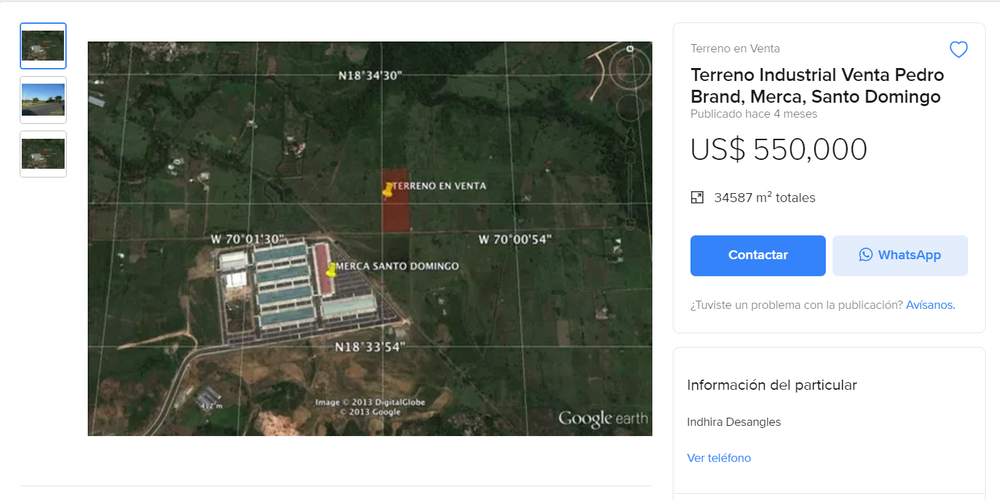 N18°34'30"
TERRENO EN VENTA
W 70°01'30"
W 70°00'54"
MERCA SANTO DOMINGO
N18°33'54"
412 m
Image © 2013 DigitalGlobe
© 2013 Google
Google earth
Terreno en Venta
Terreno Industrial Venta Pedro
Brand, Merca, Santo Domingo
Publicado hace 4 meses
US$ 550,000
34587 m² totales
Contactar
WhatsApp
¿Tuviste un problema con la publicación? Avísanos.
Información del particular
Indhira Desangles
Ver teléfono